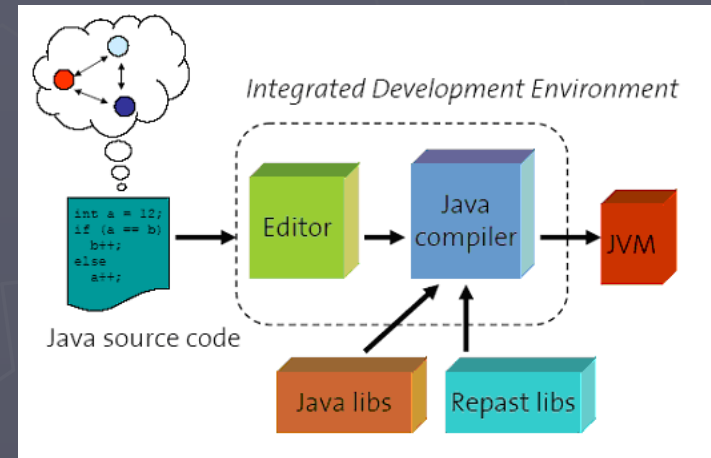 Integrated Development Environment
int a = 12;
if (a == b)
b++;
else
a++;
Editor
Java
compiler
JVM
Java source code
Java libs
Repast libs